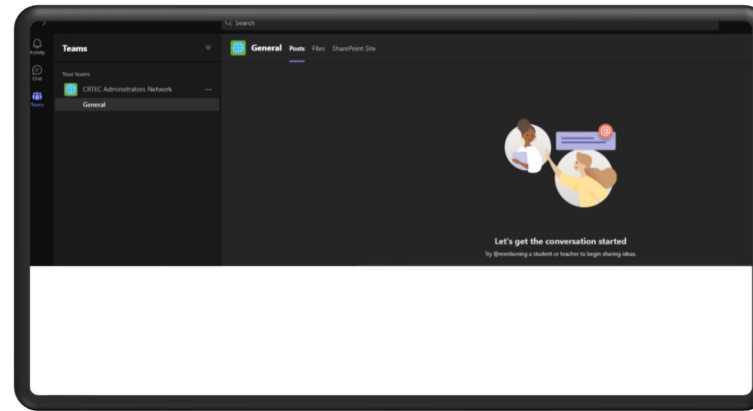 Search
Activity
Chat
Teams
Teams
Your teams
CRTEC Administrators Network ...
General
General Posts Files SharePoint Site
@
Let's get the conversation started
Try @mentioning a student or teacher to begin sharing ideas.